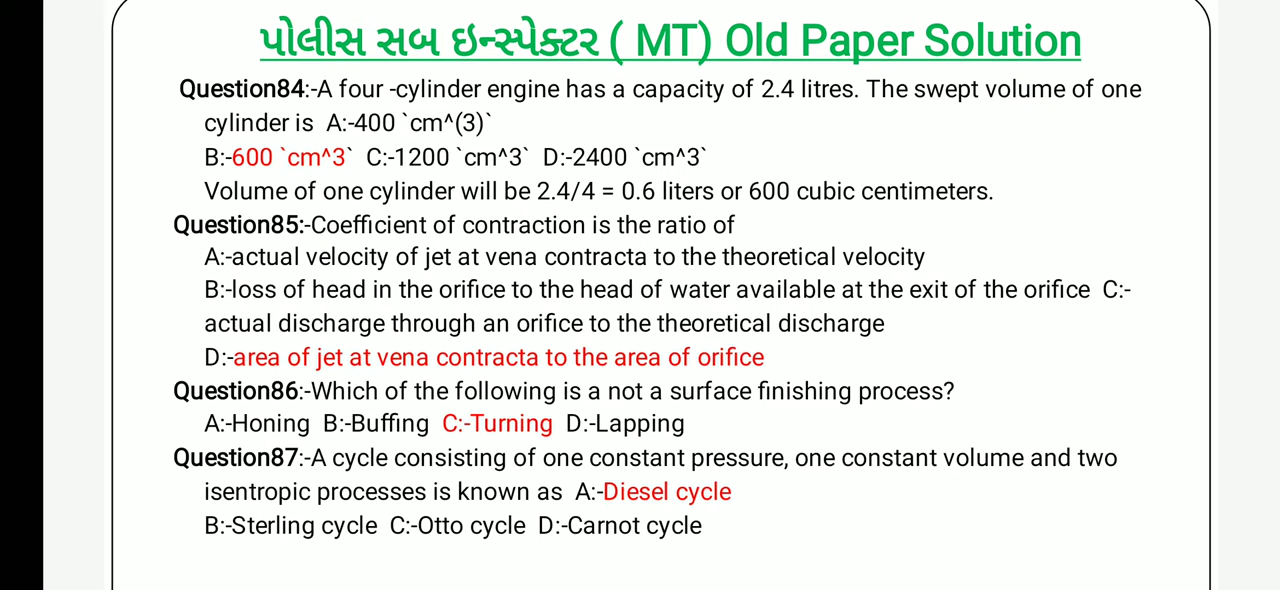 પોલીસ સબ ઇન્સ્પેક્ટર ( MT) Old Paper Solution
Question84:-A four -cylinder engine has a capacity of 2.4 litres. The swept volume of one
cylinder is A:-400 `cm^(3)`
B:-600 `cm^3` C:-1200 `cm^3` D:-2400 `cm^3`
Volume of one cylinder will be 2.4/4 = 0.6 liters or 600 cubic centimeters.
Question85:-Coefficient of contraction is the ratio of
A:-actual velocity of jet at vena contracta to the theoretical velocity
B:-loss of head in the orifice to the head of water available at the exit of the orifice C:-
actual discharge through an orifice to the theoretical discharge
D:-area of jet at vena contracta to the area of orifice
Question86:-Which of the following is a not a surface finishing process?
A:-Honing B:-Buffing C:-Turning D:-Lapping
Question87:-A cycle consisting of one constant pressure, one constant volume and two
isentropic processes is known as A:-Diesel cycle
B:-Sterling cycle C:-Otto cycle D:-Carnot cycle